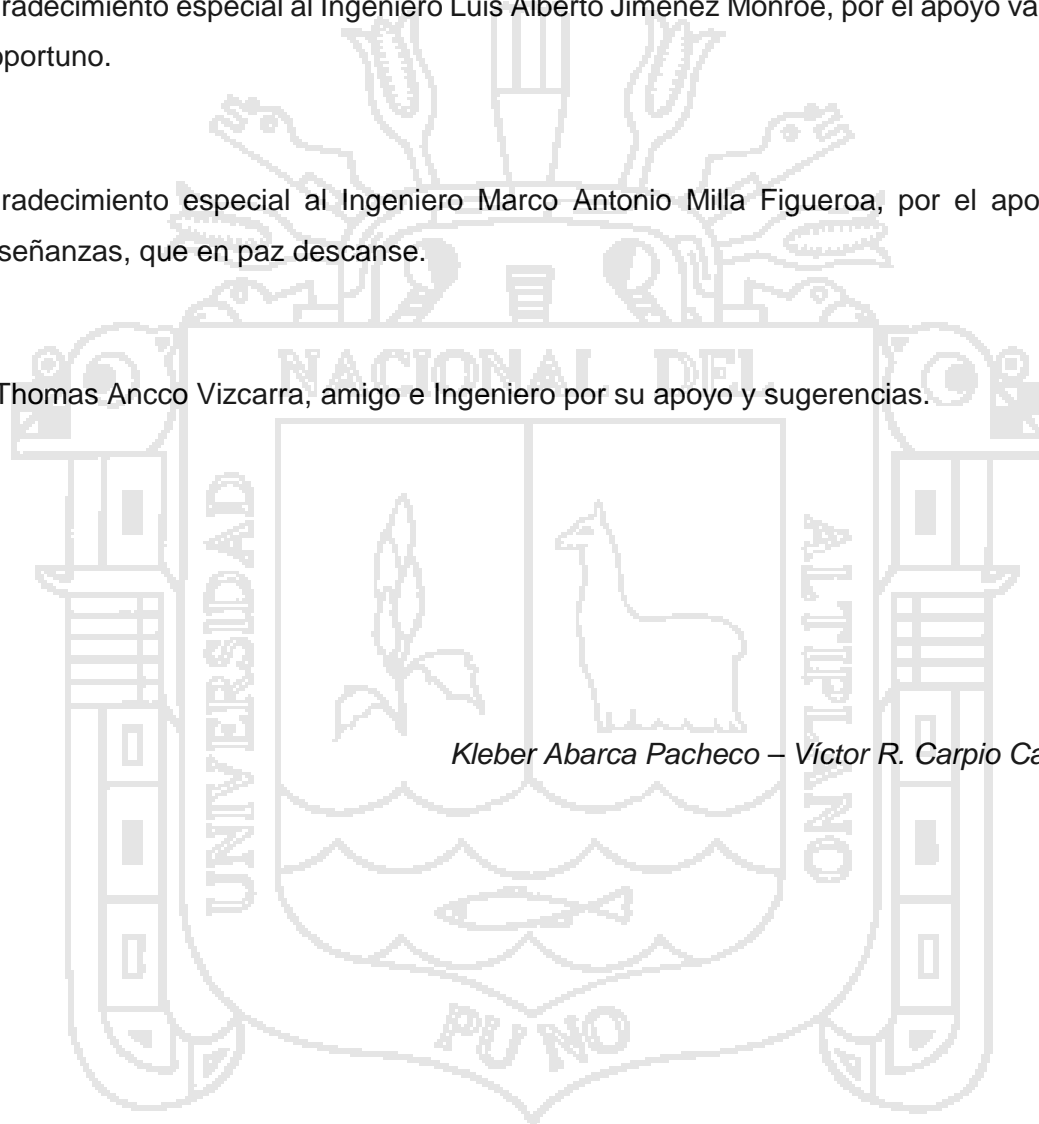 radecimiento especial al Ingeniero Luis Alberto Jiménez Monroe, por el apoyo va
oportuno.
radecimiento especial al Ingeniero Marco Antonio Milla Figueroa, por el apo
señanzas, que en paz descanse.
NACIONAL DEL
Thomas Ancco Vizcarra, amigo e Ingeniero por su apoyo y sugerencias.
UNIVERSIDAD
ALTIPLANO
Kleber Abarca Pacheco – Víctor R. Carpio Ca
PUNO